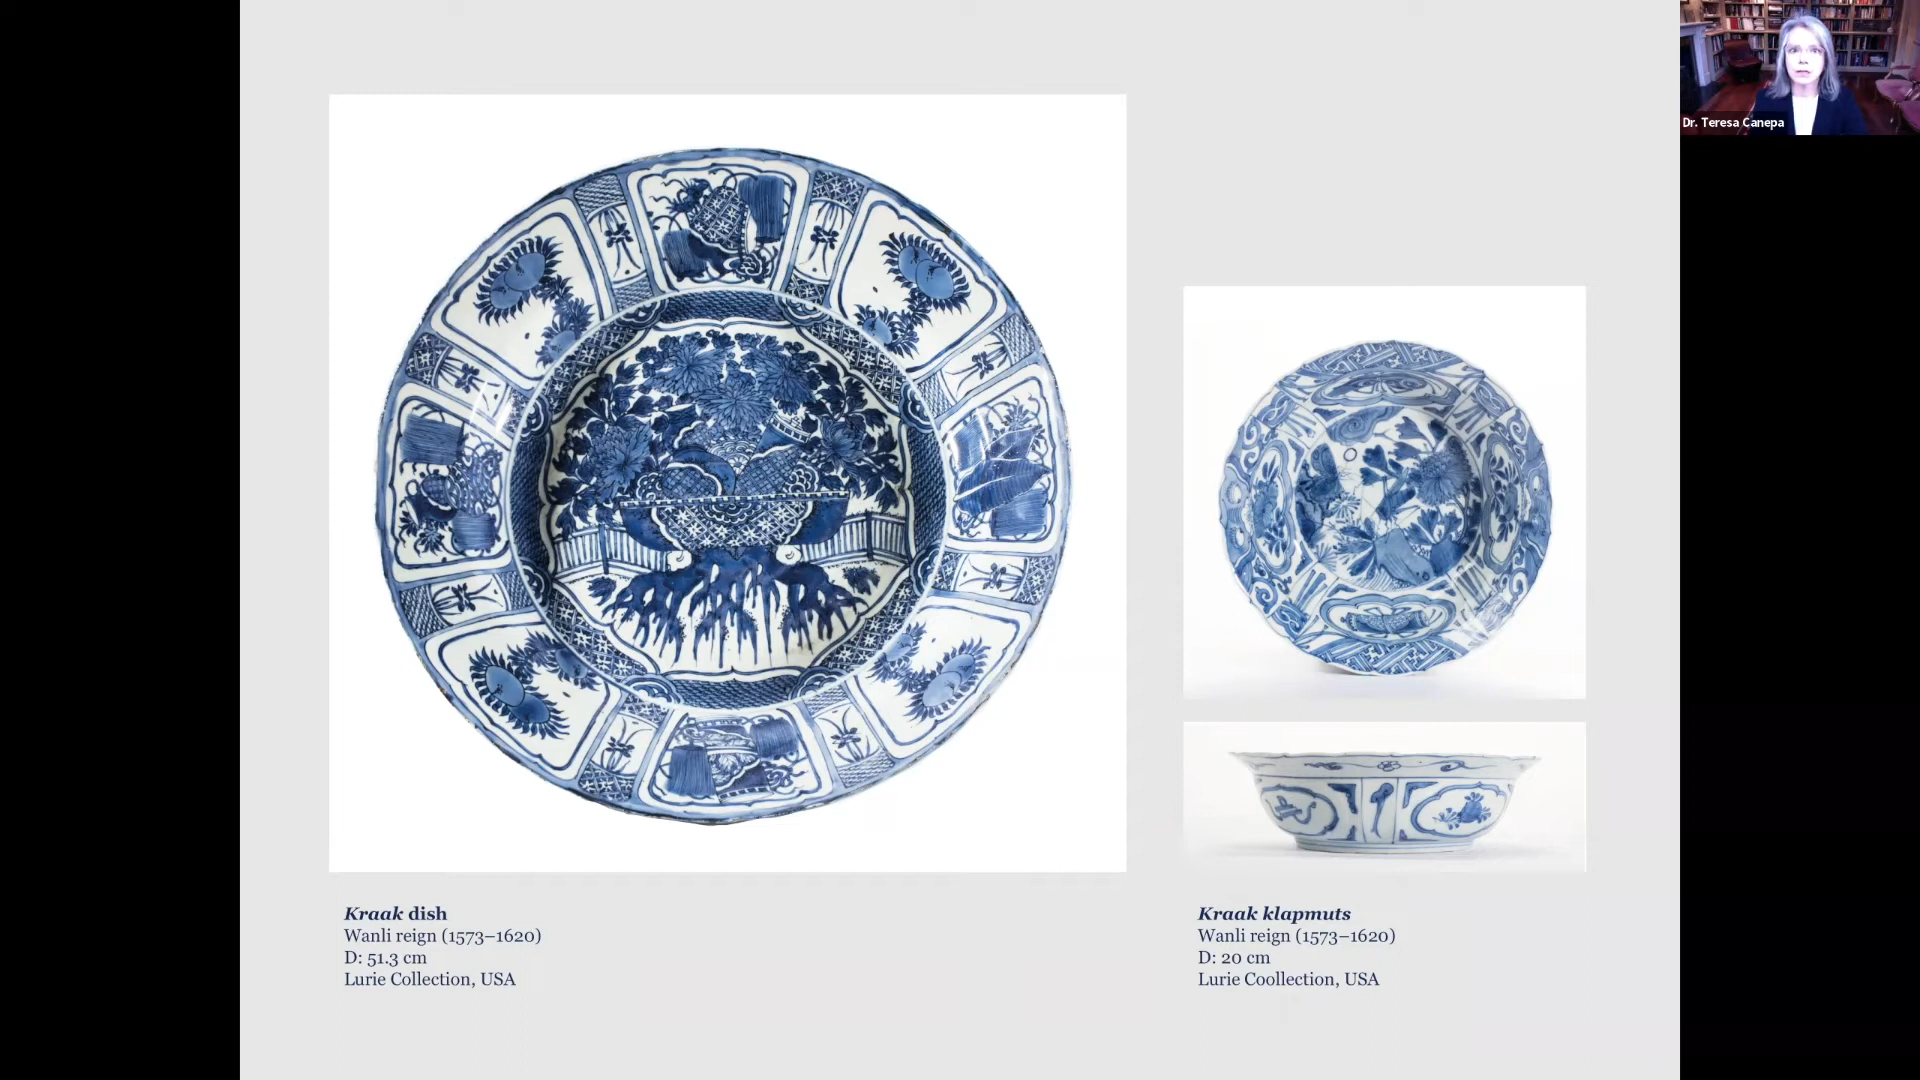 Dr. Teresa Canepa
Kraak dish
Wanli reign (1573–1620)
D: 51.3 cm
Lurie Collection, USA
Kraak klapmuts
Wanli reign (1573–1620)
D: 20 cm
Lurie Coollection, USA